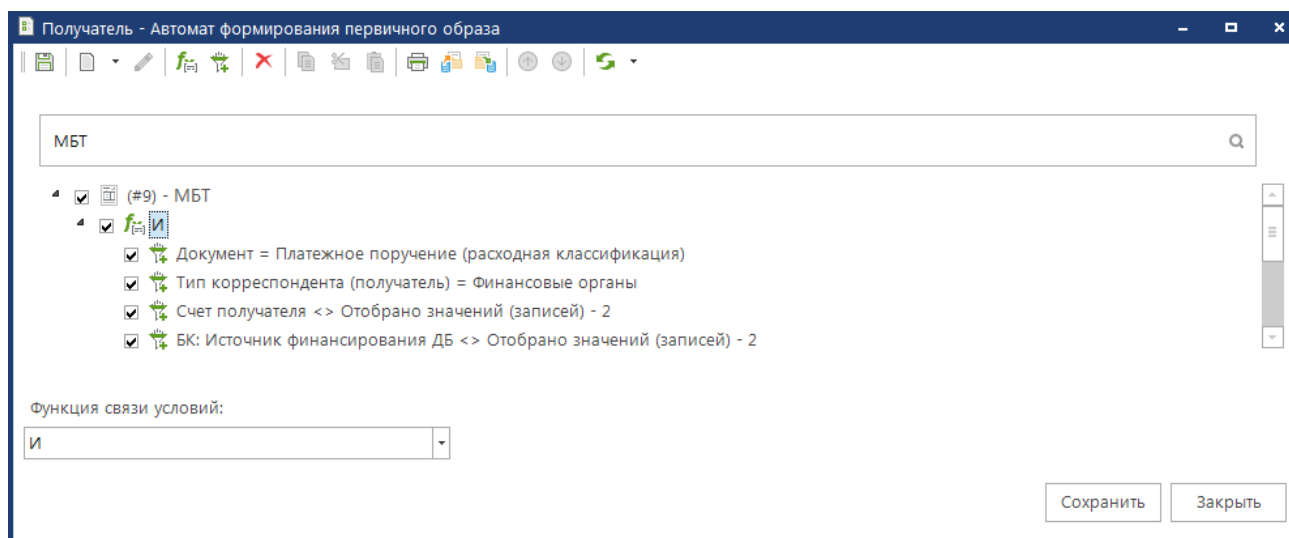 Получатель - Автомат формирования первичного образа
МБТ
(#9) - МБТ
И
Документ = Платежное поручение (расходная классификация)
Тип корреспондента (получатель) = Финансовые органы
Счет получателя <> Отобрано значений (записей) - 2
БК: Источник финансирования ДБ <> Отобрано значений (записей) - 2
Функция связи условий:
И
Сохранить Закрыть